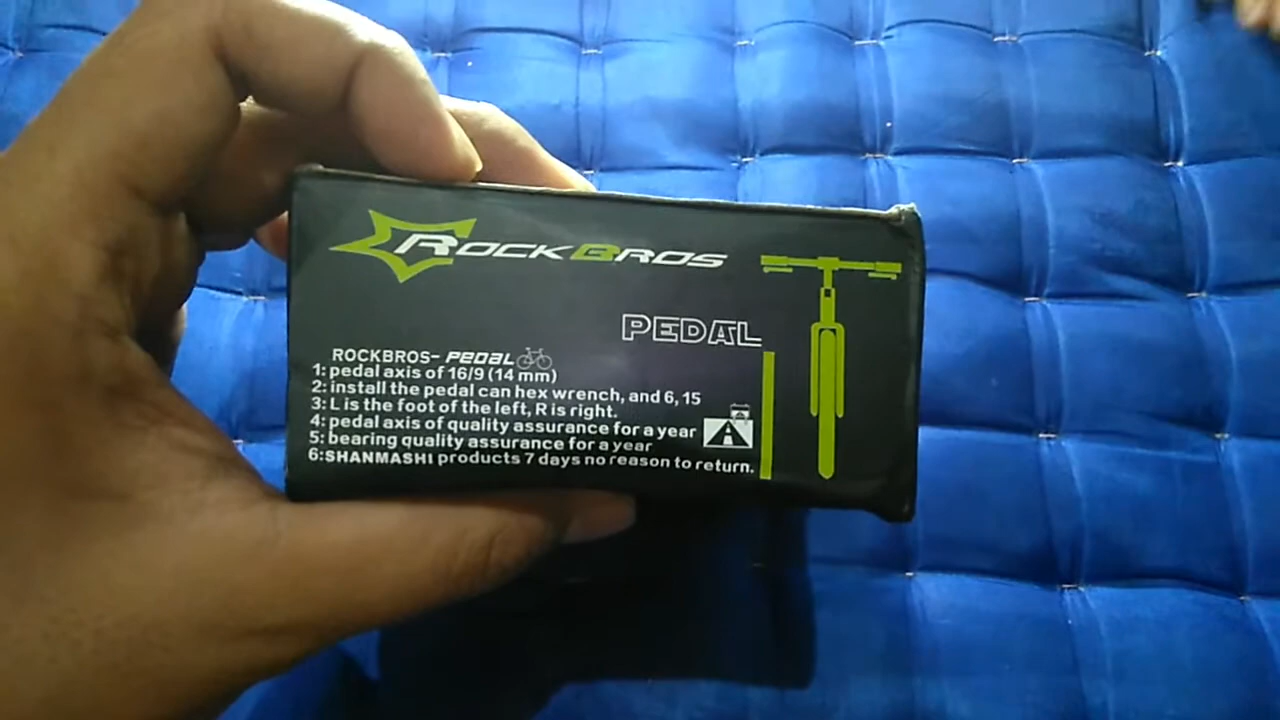 ROCKBROS
PEDAL
ROCKBROS- PEDAL
1: pedal axis of 16/9 (14 mm)
2: install the pedal can hex wrench, and 6, 15
3: L is the foot of the left, R is right.
4: pedal axis of quality assurance for a year
5: bearing quality assurance for a year
6:SHANMASHI products 7 days no reason to return.